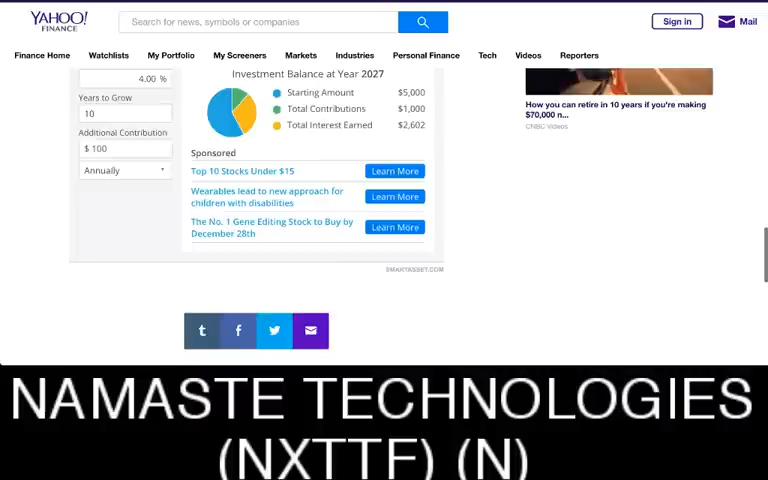 YAHOO!
FINANCE
Search for news, symbols or companies
Sign in
Mail
Finance Home
Watchlists
My Portfolio
My Screeners
Markets
Industries
Personal Finance
Tech
Videos
Reporters
4.00 %
Years to Grow
10
Additional Contribution
$ 100
Annually
Investment Balance at Year 2027
Starting Amount $5,000
Total Contributions $1,000
Total Interest Earned $2,602
Sponsored
Top 10 Stocks Under $15
Learn More
Wearables lead to new approach for
children with disabilities
Learn More
The No. 1 Gene Editing Stock to Buy by
December 28th
Learn More
SMARTASSET.COM
How you can retire in 10 years if you're making
$70,000 n...
CNBC Videos
t
f
NAMASTE TECHNOLOGIES
(NXTTF) (N)